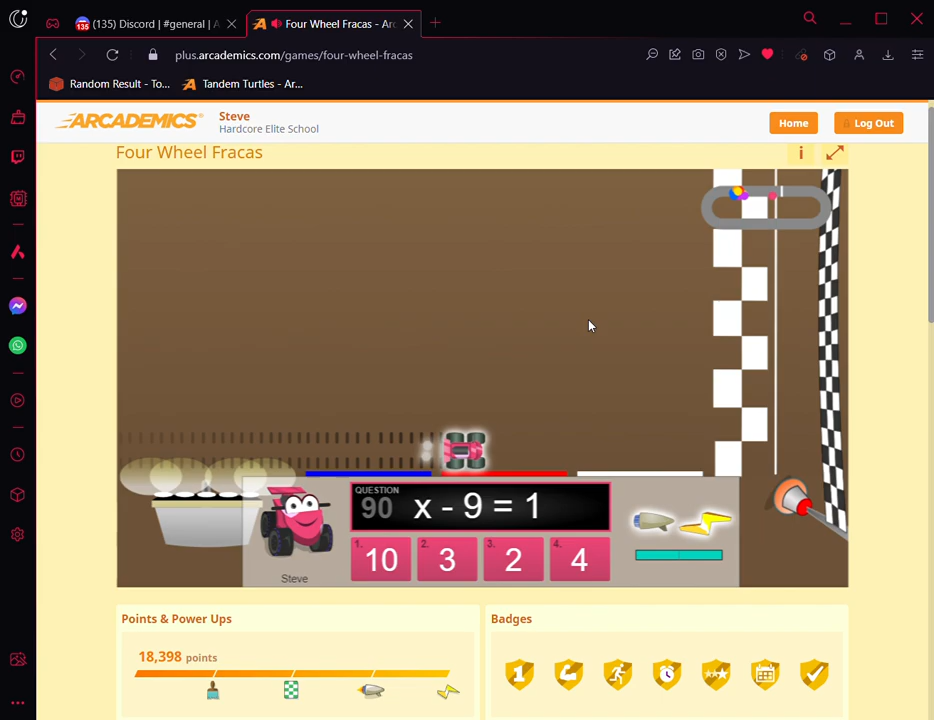 (135) Discord | #general | A
Four Wheel Fracas - Arc
plus.arcademics.com/games/four-wheel-fracas
Random Result - To...
Tandem Turtles - Ar...
ARCADEMICS
Steve
Hardcore Elite School
Home
Log Out
Four Wheel Fracas
i
QUESTION
90
x - 9 = 1
1. 10
2. 3
3. 2
4. 4
Steve
Points & Power Ups
18,398 points
Badges
1